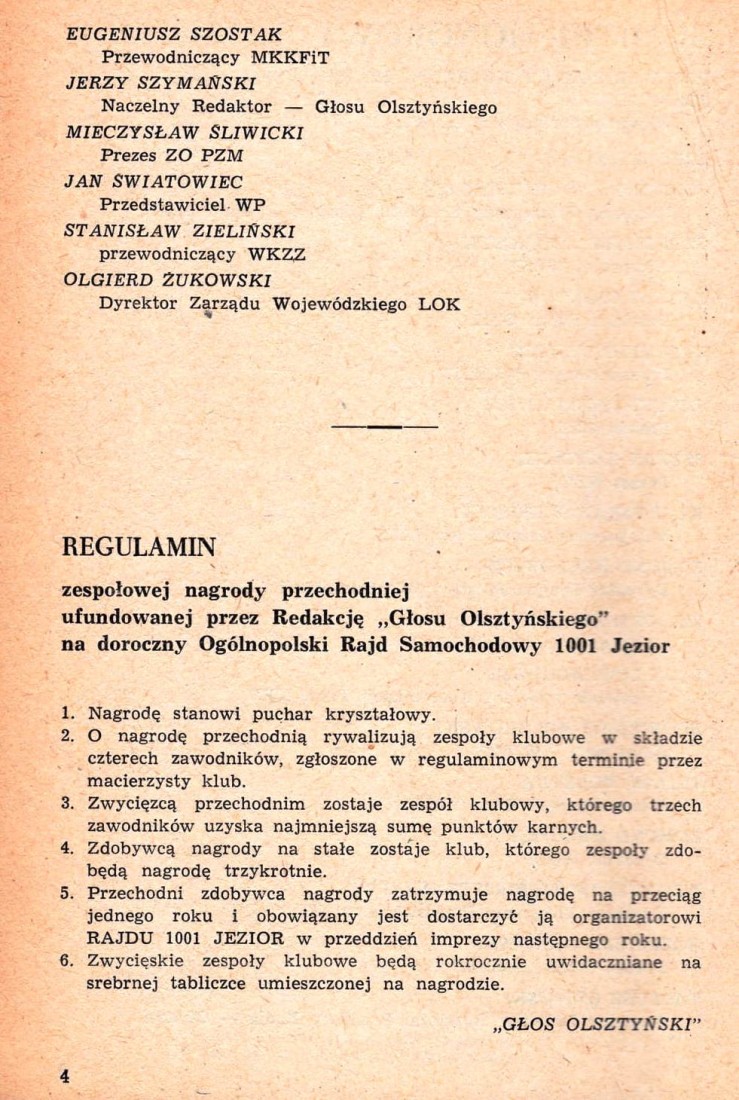 EUGENIUSZ SZOSTAK
Przewodniczący MKKFiT
JERZY SZYMAŃSKI
Naczelny Redaktor — Głosu Olsztyńskiego
MIECZYSŁAW ŚLIWICKI
Prezes ZO PZM
JAN ŚWIATOWIEC
Przedstawiciel WP
STANISŁAW ZIELIŃSKI
przewodniczący WKZZ
OLGIERD ŻUKOWSKI
Dyrektor Zarządu Wojewódzkiego LOK
REGULAMIN
zespołowej nagrody przechodniej
ufundowanej przez Redakcję „Głosu Olsztyńskiego”
na doroczny Ogólnopolski Rajd Samochodowy 1001 Jezior
1. Nagrodę stanowi puchar kryształowy.
2. O nagrodę przechodnią rywalizują zespoły klubowe w składzie
czterech zawodników, zgłoszone w regulaminowym terminie przez
macierzysty klub.
3. Zwycięzcą przechodnim zostaje zespół klubowy, którego trzech
zawodników uzyska najmniejszą sumę punktów karnych.
4. Zdobywcą nagrody na stałe zostaje klub, którego zespoły zdo-
będą nagrodę trzykrotnie.
5. Przechodni zdobywca nagrody zatrzymuje nagrodę na przeciąg
jednego roku i obowiązany jest dostarczyć ją organizatorowi
RAJDU 1001 JEZIOR w przeddzień imprezy następnego roku.
6. Zwycięskie zespoły klubowe będą rokrocznie uwidaczniane na
srebrnej tabliczce umieszczonej na nagrodzie.
„GŁOS OLSZTYŃSKI”
4